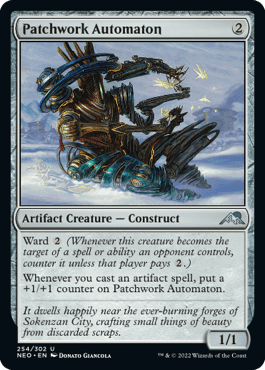 Patchwork Automaton 2
Artifact Creature — Construct
Ward 2 (Whenever this creature becomes the
target of a spell or ability an opponent controls,
counter it unless that player pays 2.)
Whenever you cast an artifact spell, put a
+1/+1 counter on Patchwork Automaton.
It dwells happily near the ever-burning forges of
Sokenzan City, crafting small things of beauty
from discarded scraps.
1/1
254/302 U
NEO • EN Donato Giancola
™ & © 2022 Wizards of the Coast